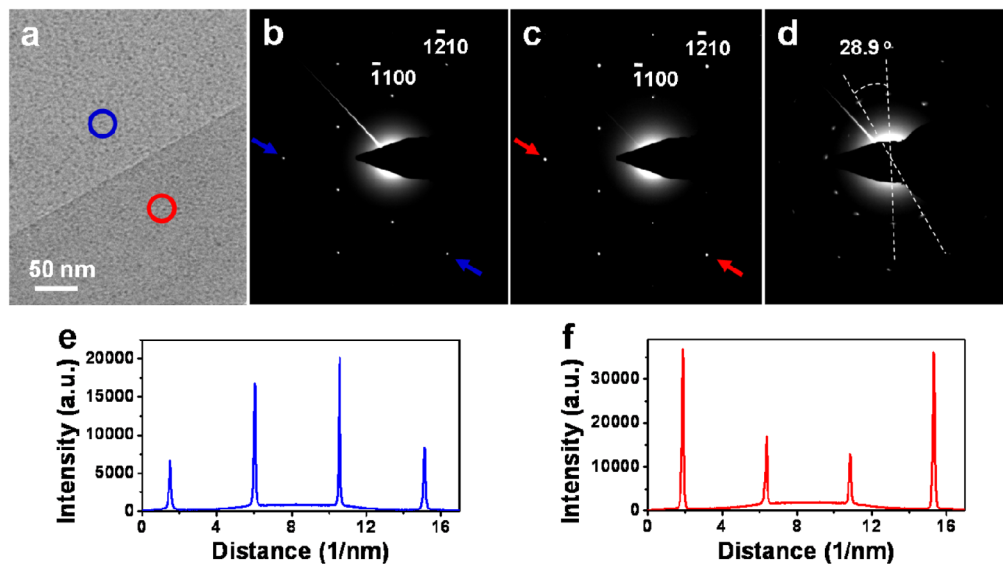 a
50 nm
b
1̄100
12̄10
c
1̄100
12̄10
d
28.9 °
e
Intensity (a.u.)
20000
15000
10000
5000
0
0 4 8 12 16
Distance (1/nm)
f
Intensity (a.u.)
30000
20000
10000
0
0 4 8 12 16
Distance (1/nm)